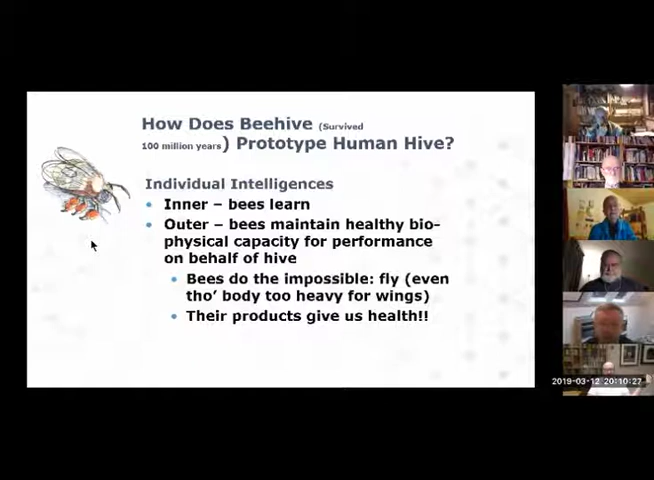 How Does Beehive (Survived
100 million years) Prototype Human Hive?
Individual Intelligences
• Inner – bees learn
• Outer – bees maintain healthy bio-
physical capacity for performance
on behalf of hive
• Bees do the impossible: fly (even
tho’ body too heavy for wings)
• Their products give us health!!
2019-03-12 20:10:27